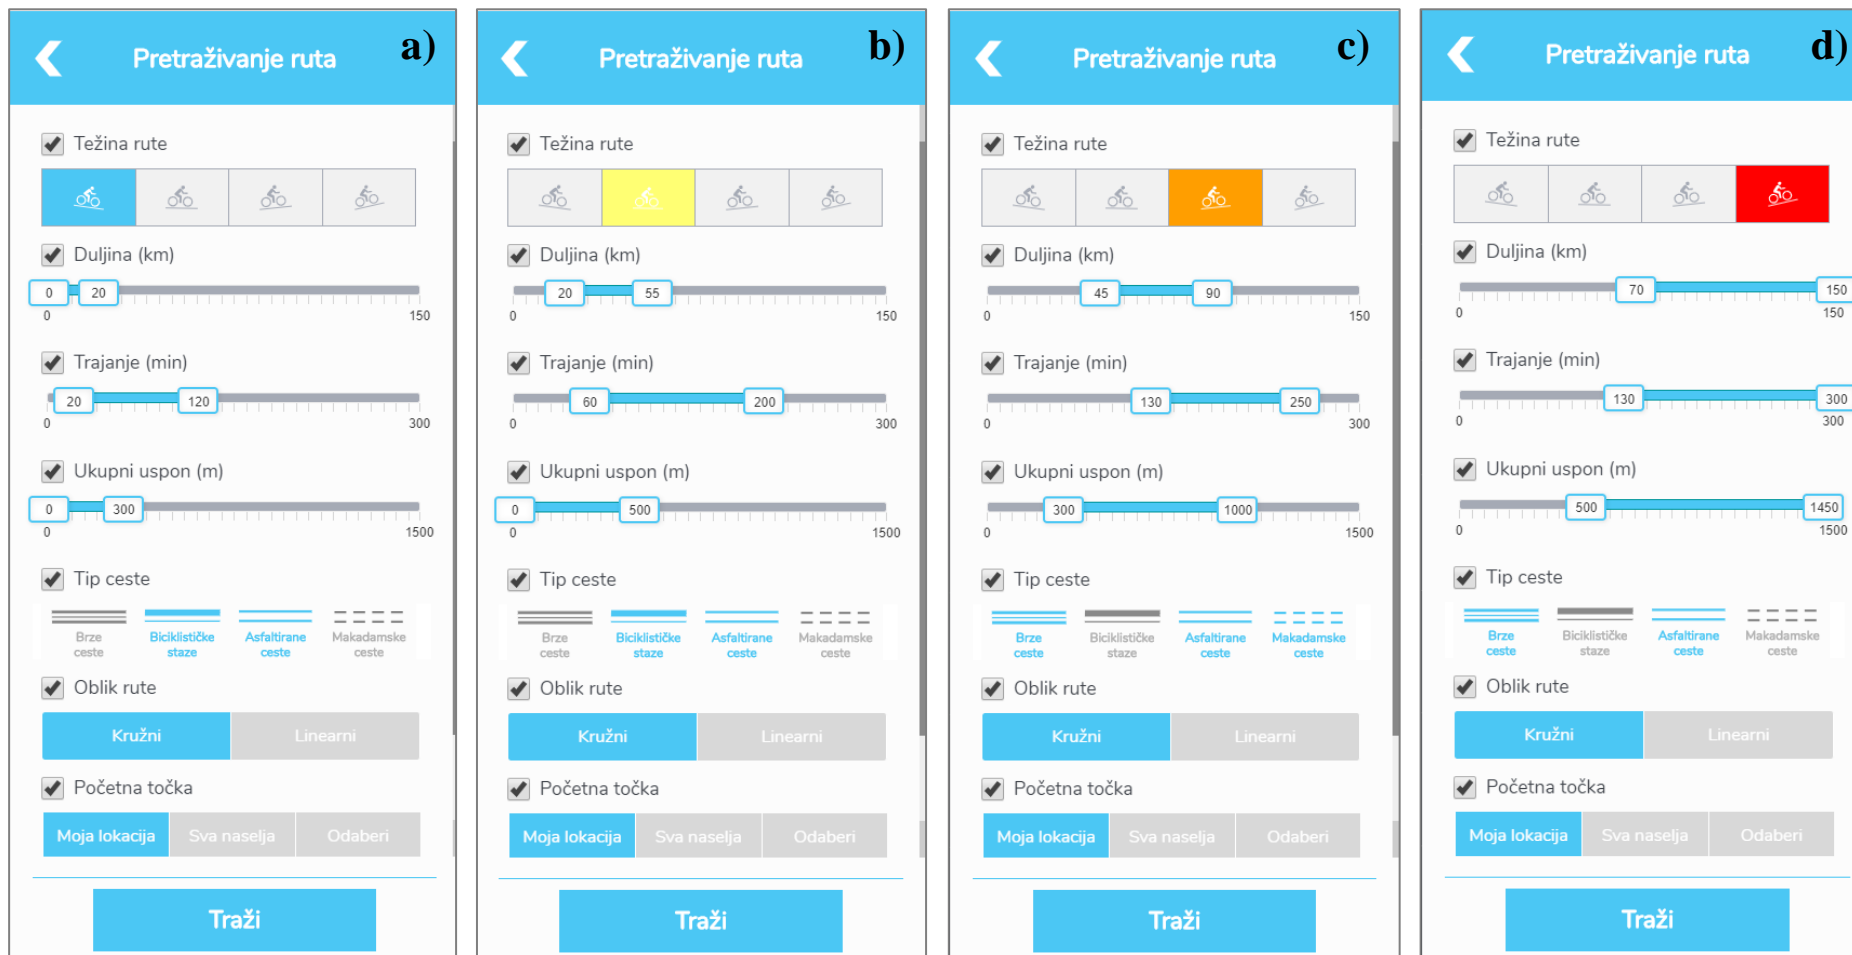 Pretraživanje ruta
a)
Težina rute
Duljina (km)
0 20
0 150
Trajanje (min)
20 120
0 300
Ukupni uspon (m)
0 300
0 1500
Tip ceste
Brze Biciklističke Asfaltirane Makadamske
ceste staze ceste ceste
Oblik rute
Kružni Linearni
Početna točka
Moja lokacija Sva naselja Odaberi
Traži
Pretraživanje ruta
b)
Težina rute
Duljina (km)
20 55
0 150
Trajanje (min)
60 200
0 300
Ukupni uspon (m)
0 500
0 1500
Tip ceste
Brze Biciklističke Asfaltirane Makadamske
ceste staze ceste ceste
Oblik rute
Kružni Linearni
Početna točka
Moja lokacija Sva naselja Odaberi
Traži
Pretraživanje ruta
c)
Težina rute
Duljina (km)
45 90
0 150
Trajanje (min)
130 250
0 300
Ukupni uspon (m)
300 1000
0 1500
Tip ceste
Brze Biciklističke Asfaltirane Makadamske
ceste staze ceste ceste
Oblik rute
Kružni Linearni
Početna točka
Moja lokacija Sva naselja Odaberi
Traži
Pretraživanje ruta
d)
Težina rute
Duljina (km)
70 150
0 150
Trajanje (min)
130 300
0 300
Ukupni uspon (m)
500 1450
0 1500
Tip ceste
Brze Biciklističke Asfaltirane Makadamske
ceste staze ceste ceste
Oblik rute
Kružni Linearni
Početna točka
Moja lokacija Sva naselja Odaberi
Traži